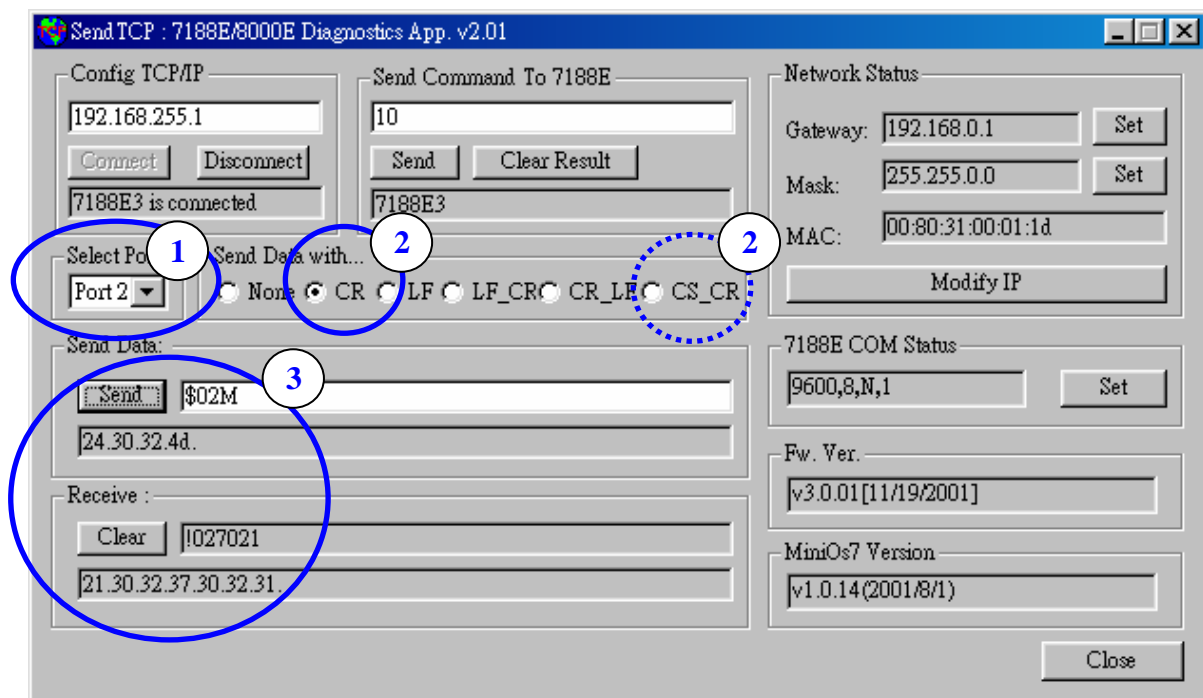 SendTCP : 7188E/8000E Diagnostics App. v2.01
Config TCP/IP
192.168.255.1
Connect Disconnect
7188E3 is connected
Send Command To 7188E
10
Send Clear Result
7188E3
Network Status
Gateway: 192.168.0.1 Set
Mask: 255.255.0.0 Set
MAC: 00:80:31:00:01:1d
Modify IP
Select Po 1
Port 2
Send Data with... 2 2
None CR LF LF_CR CR_LF CS_CR
Send Data: 3
Send $02M
24.30.32.4d.
Receive :
Clear !027021
21.30.32.37.30.32.31.
7188E COM Status
9600,8,N,1 Set
Fw. Ver.
v3.0.01[11/19/2001]
MiniOs7 Version
v1.0.14(2001/8/1)
Close